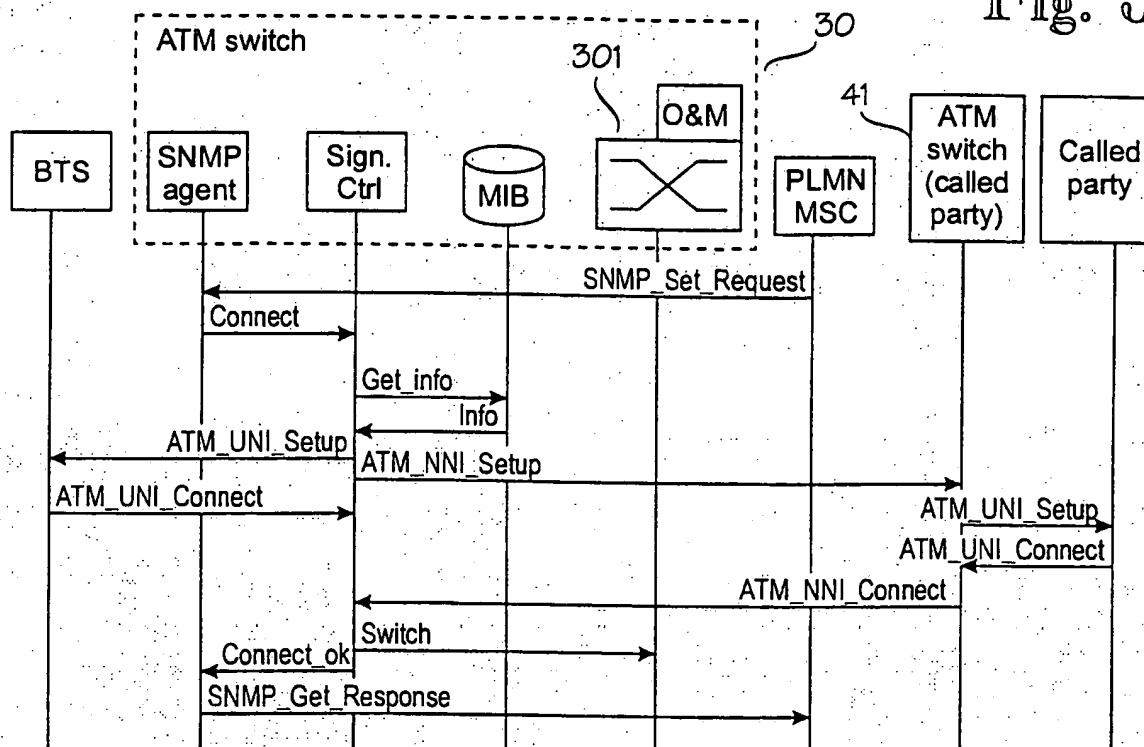 Fig.
ATM switch
30
301
41
O&M
BTS
SNMP
agent
Sign.
Ctrl
MIB
PLMN
MSC
ATM
switch
(called
party)
Called
party
SNMP_Set_Request
Connect
Get_info
Info
ATM_UNI_Setup
ATM_NNI_Setup
ATM_UNI_Connect
ATM_UNI_Setup
ATM_UNI_Connect
ATM_NNI_Connect
Switch
Connect_ok
SNMP_Get_Response